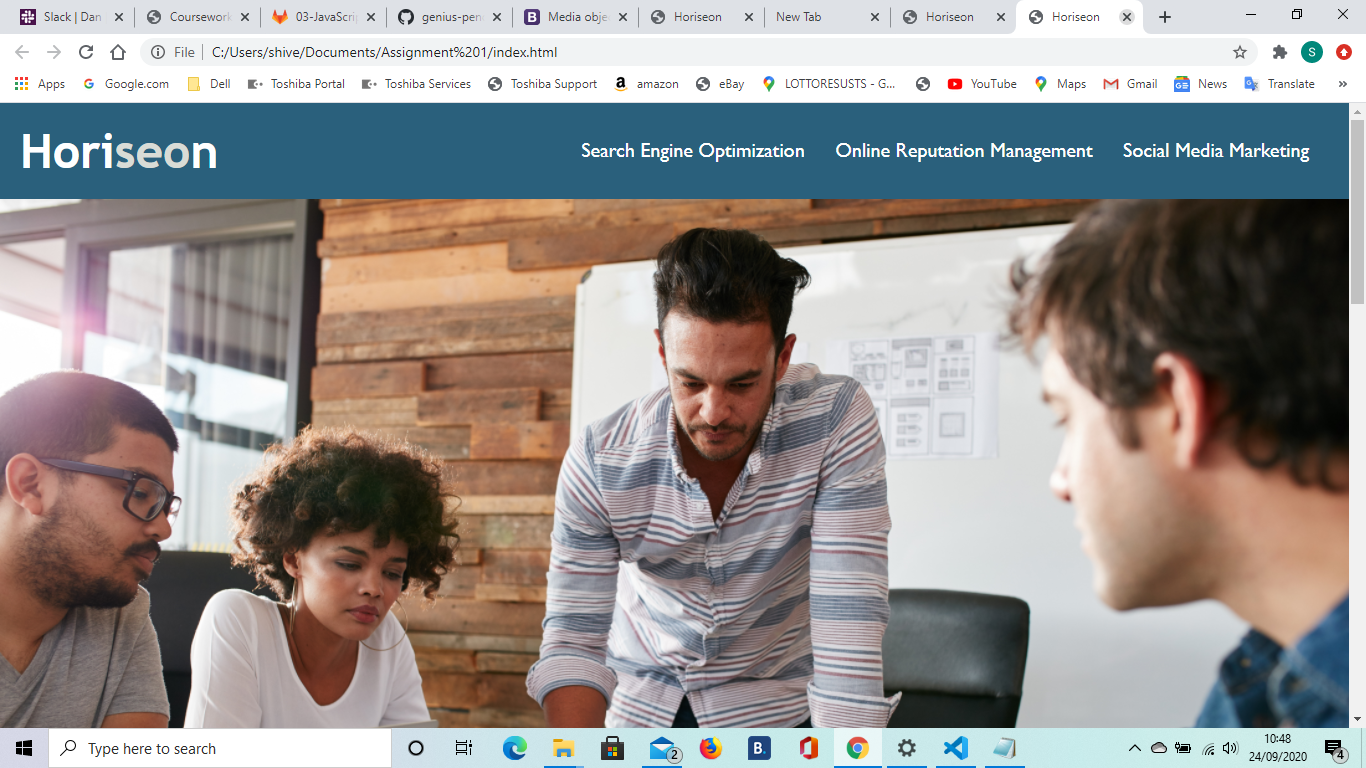 Slack | Dan
Coursework
03-JavaScri
genius-pen
Media obje
Horiseon
New Tab
Horiseon
Horiseon
File
C:/Users/shive/Documents/Assignment%201/index.html
S
Apps
Google.com
Dell
Toshiba Portal
Toshiba Services
Toshiba Support
amazon
eBay
LOTTORESUSTS - G...
YouTube
Maps
Gmail
News
Translate
»
Horiseon
Search Engine Optimization
Online Reputation Management
Social Media Marketing
Type here to search
2
B.
10:48
24/09/2020
4